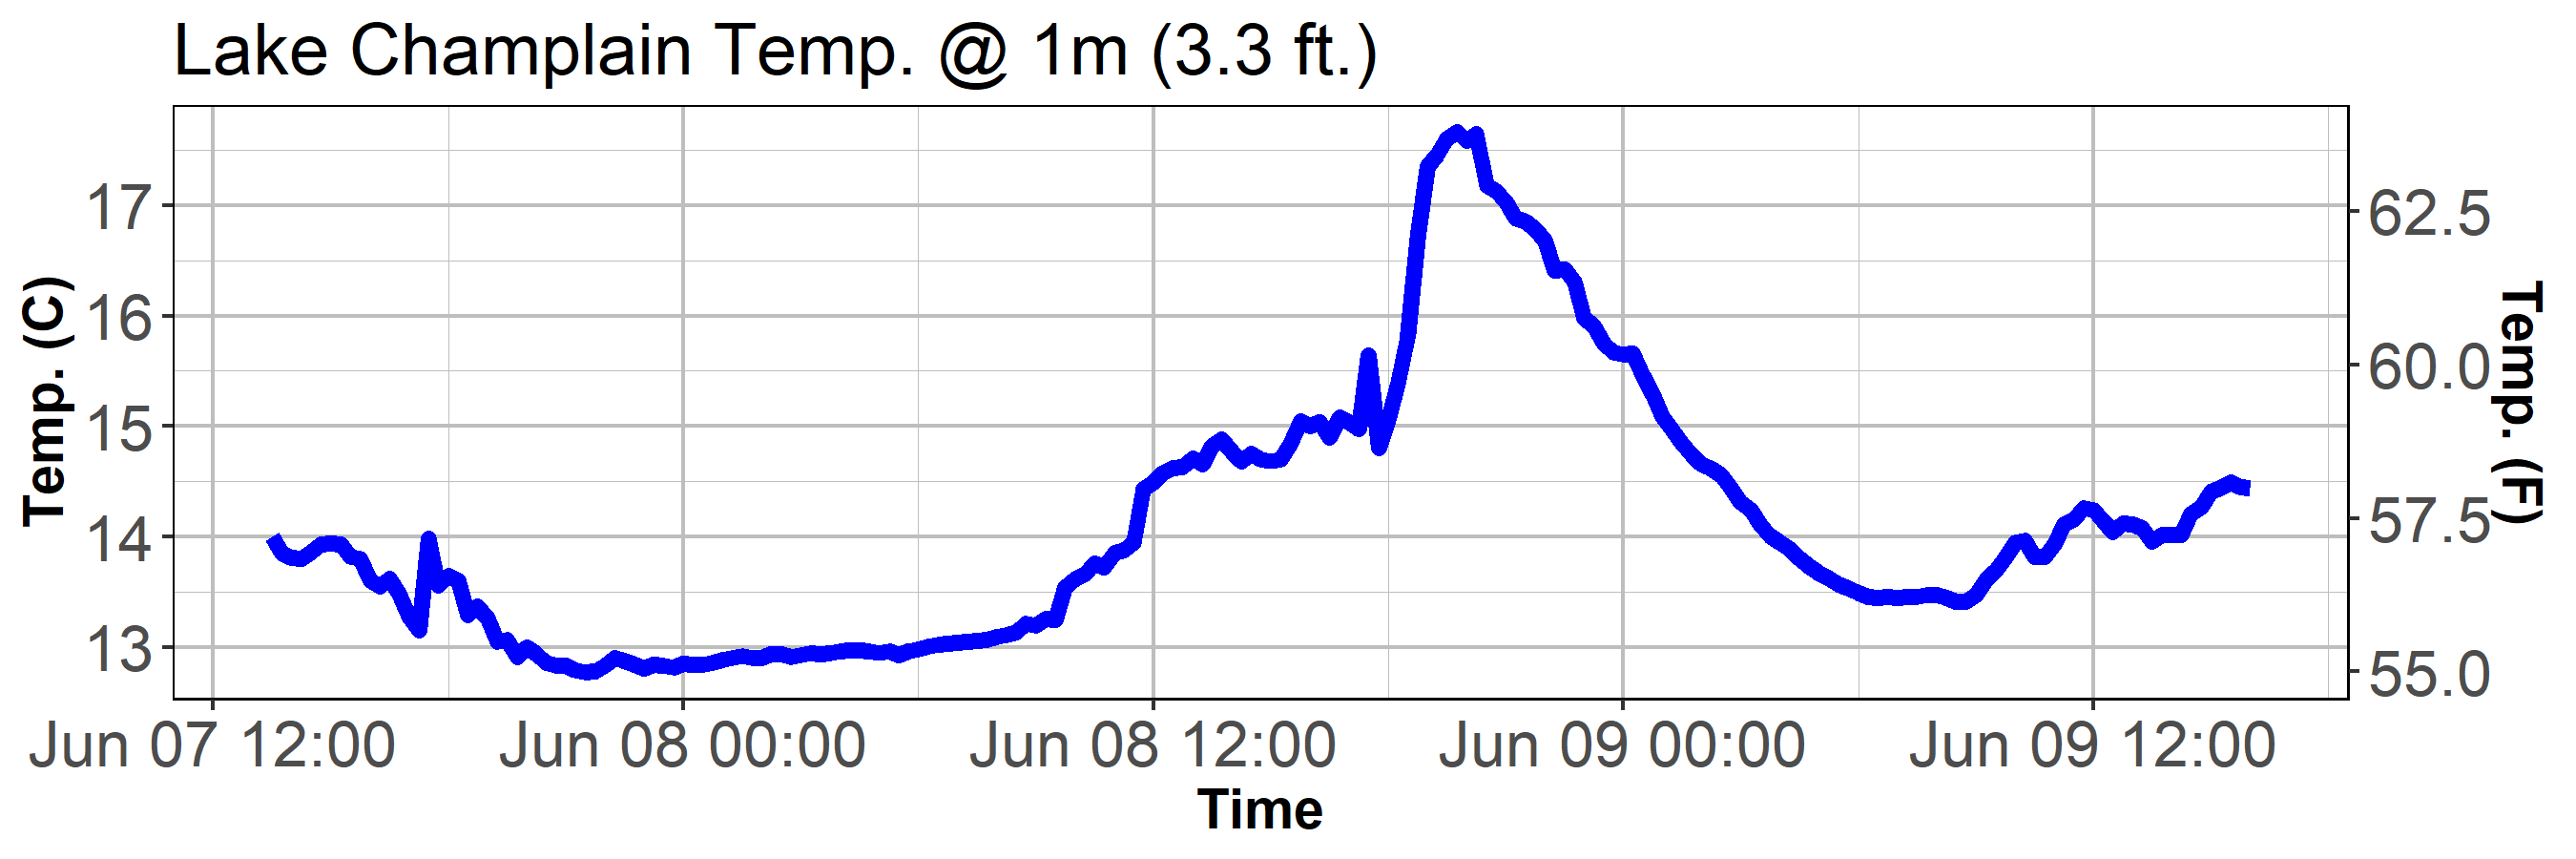 Lake Champlain Temp. @ 1m (3.3 ft.)
Temp. (C)
17
16
15
14
13
62.5
60.0
57.5
55.0
Temp. (F)
Jun 07 12:00 Jun 08 00:00 Jun 08 12:00 Jun 09 00:00 Jun 09 12:00
Time